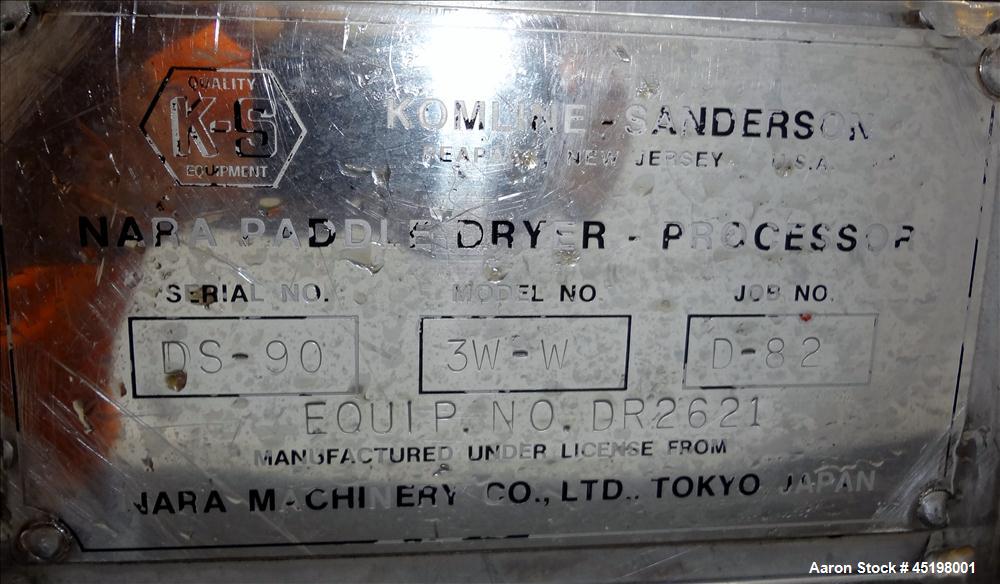 QUALITY
K-S
EQUIPMENT
KOMLINE-SANDERSON
NEW JERSEY U.S.A.
NARA PADDLE DRYER - PROCESSOR
SERIAL NO. MODEL NO. JOB NO.
DS-90 3W-W D-82
EQUIP. NO. DR2621
MANUFACTURED UNDER LICENSE FROM
NARA MACHINERY CO., LTD., TOKYO JAPAN
Aaron Stock # 45198001